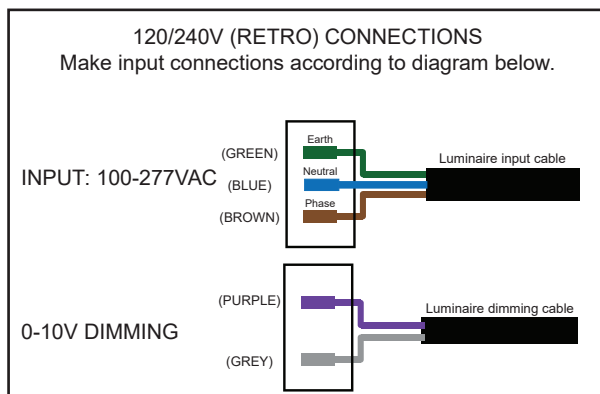 120/240V (RETRO) CONNECTIONS
Make input connections according to diagram below.
INPUT: 100-277VAC
(GREEN)
Earth
(BLUE)
Neutral
(BROWN)
Phase
Luminaire input cable
0-10V DIMMING
(PURPLE)
(GREY)
Luminaire dimming cable